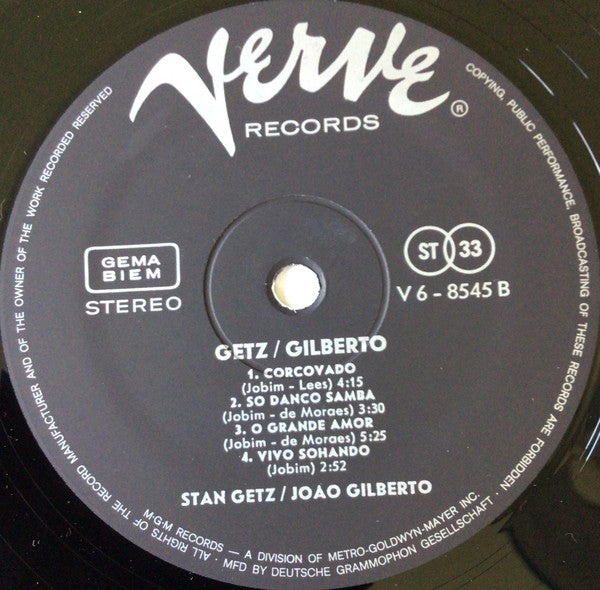 Verve
®
RECORDS
GEMA
BIEM
STEREO
ST 33
V 6 - 8545 B
GETZ / GILBERTO
1. CORCOVADO
(Jobim - Lees) 4:15
2. SO DANCO SAMBA
(Jobim - de Moraes) 3:30
3. O GRANDE AMOR
(Jobim - de Moraes) 5:25
4. VIVO SOHANDO
(Jobim) 2:52
STAN GETZ / JOAO GILBERTO
M·G·M RECORDS — A DIVISION OF METRO-GOLDWYN-MAYER INC.
· ALL RIGHTS OF THE RECORD MANUFACTURER AND OF THE OWNER OF THE WORK RECORDED RESERVED
COPYING, PUBLIC PERFORMANCE, BROADCASTING OF THESE RECORDS ARE FORBIDDEN
· MFD BY DEUTSCHE GRAMMOPHON GESELLSCHAFT ·